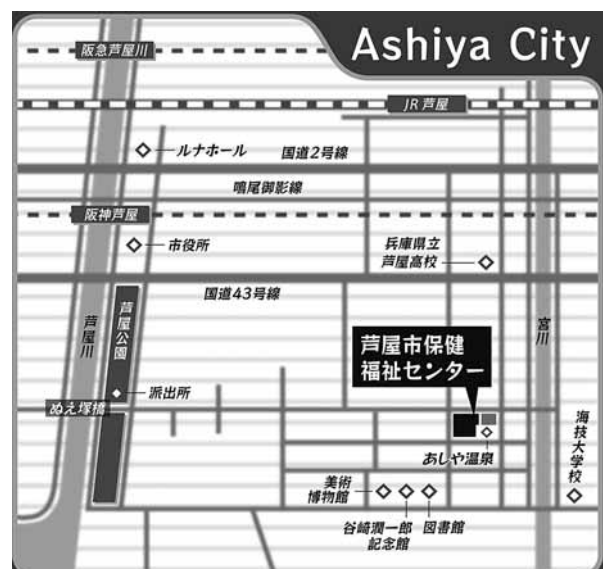 Ashiya City
阪急芦屋川
JR 芦屋
ルナホール
国道2号線
鳴尾御影線
阪神芦屋
市役所
兵庫県立
芦屋高校
国道43号線
芦屋川
芦屋公園
宮川
芦屋市保健
福祉センター
派出所
ぬえ塚橋
あしや温泉
海技大学校
美術
博物館
谷崎潤一郎
記念館
図書館